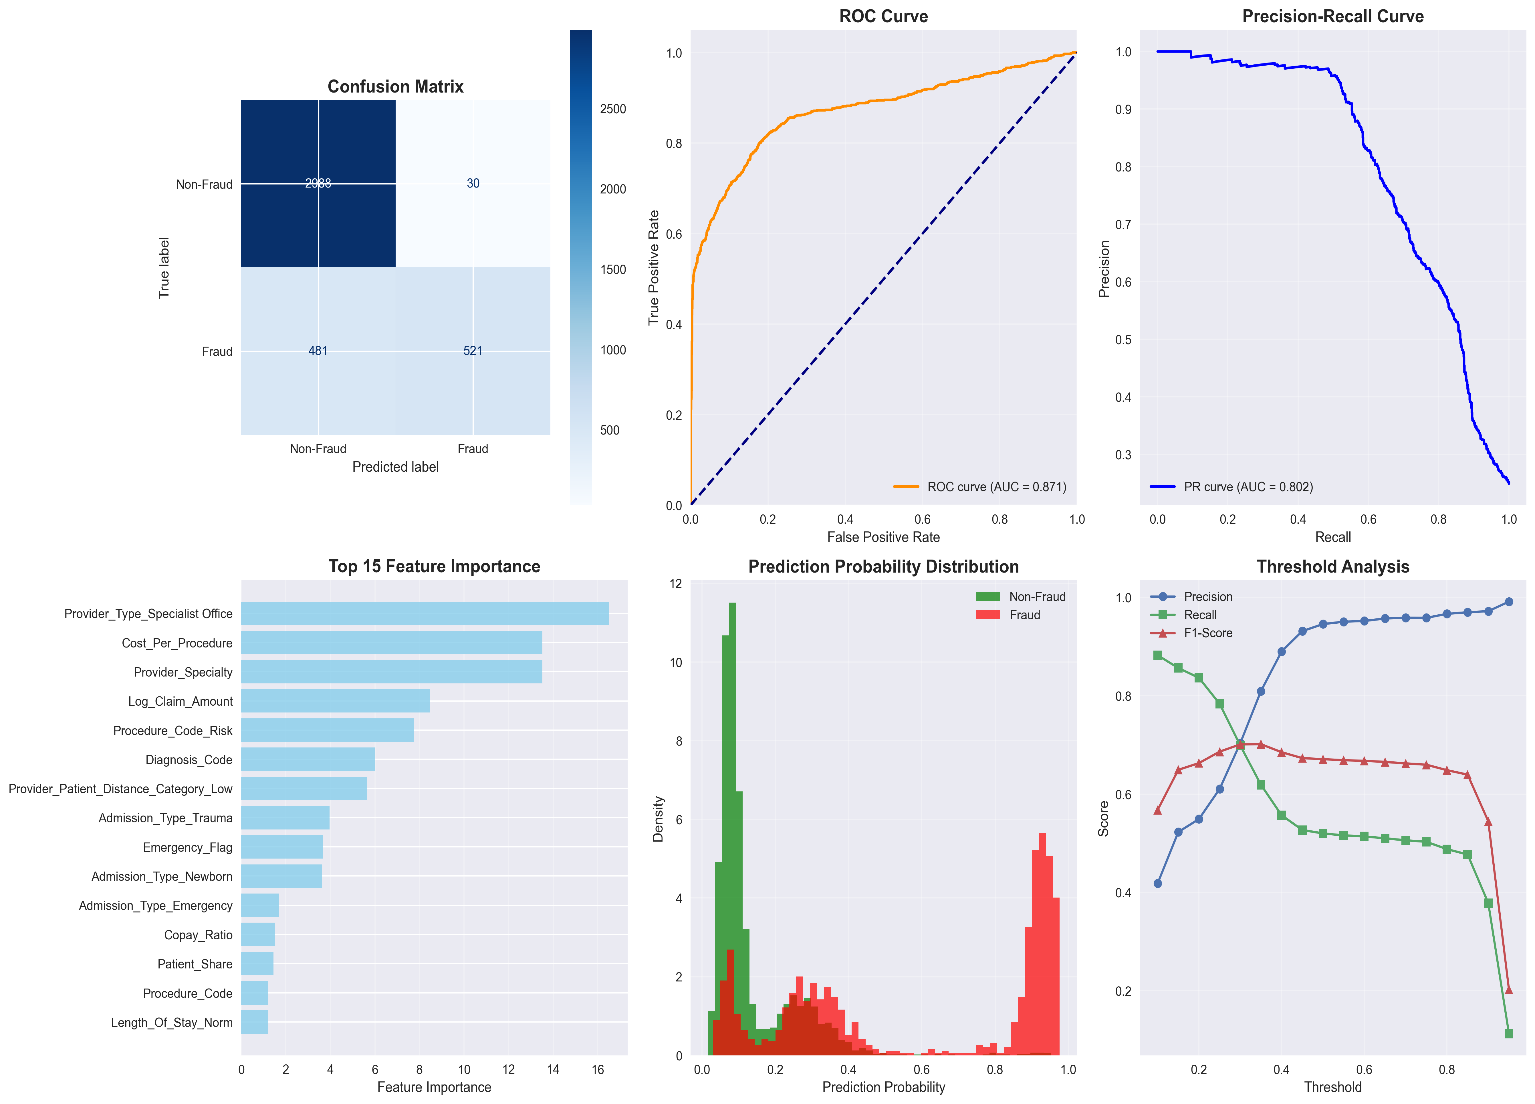 Confusion Matrix
Non-Fraud
Fraud
True label
2988
30
481
521
Non-Fraud
Fraud
Predicted label
2500
2000
1500
1000
500
ROC Curve
1.0
0.8
0.6
0.4
0.2
0.0
True Positive Rate
ROC curve (AUC = 0.871)
0.0
0.2
0.4
0.6
0.8
1.0
False Positive Rate
Precision-Recall Curve
1.0
0.9
0.8
0.7
0.6
0.5
0.4
0.3
Precision
PR curve (AUC = 0.802)
0.0
0.2
0.4
0.6
0.8
1.0
Recall
Top 15 Feature Importance
Provider_Type_Specialist Office
Cost_Per_Procedure
Provider_Specialty
Log_Claim_Amount
Procedure_Code_Risk
Diagnosis_Code
Provider_Patient_Distance_Category_Low
Admission_Type_Trauma
Emergency_Flag
Admission_Type_Newborn
Admission_Type_Emergency
Copay_Ratio
Patient_Share
Procedure_Code
Length_Of_Stay_Norm
0
2
4
6
8
10
12
14
16
Feature Importance
Prediction Probability Distribution
12
10
8
6
4
2
0
Density
Non-Fraud
Fraud
0.0
0.2
0.4
0.6
0.8
1.0
Prediction Probability
Threshold Analysis
1.0
0.8
0.6
0.4
0.2
Score
Precision
Recall
F1-Score
0.2
0.4
0.6
0.8
Threshold